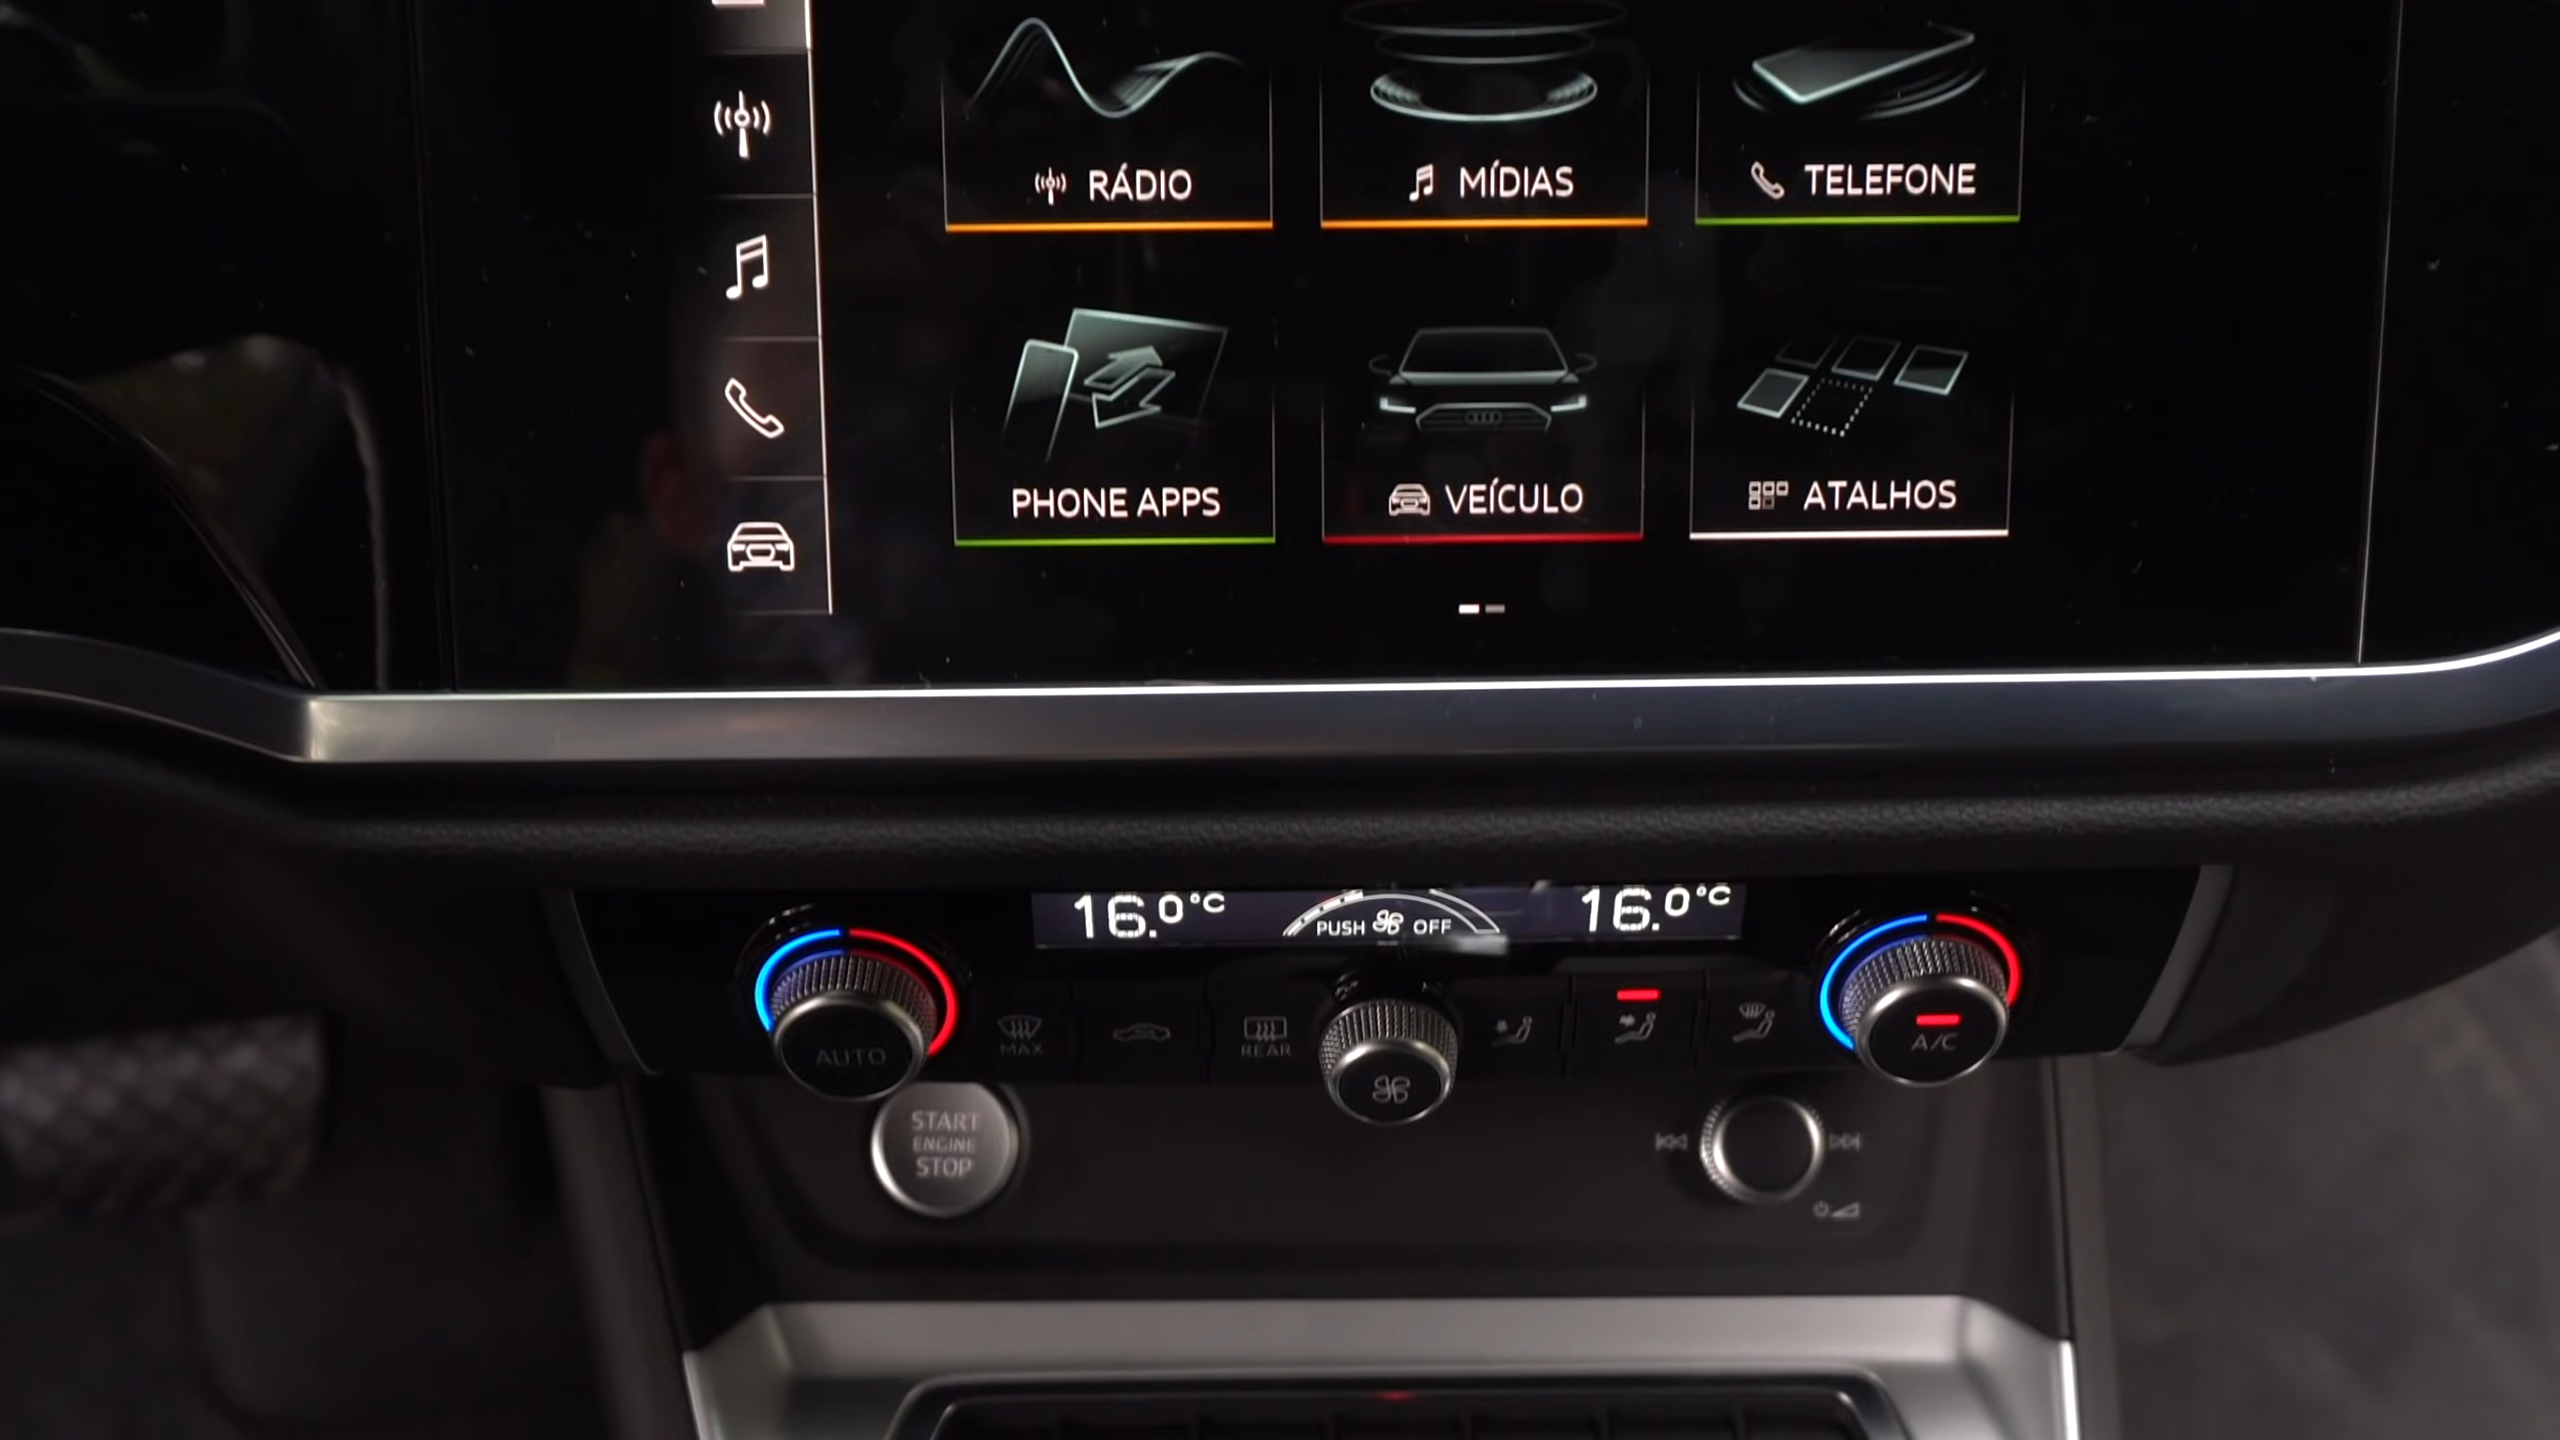 RÁDIO
MÍDIAS
TELEFONE
PHONE APPS
VEÍCULO
ATALHOS
16.0°C
PUSH OFF
16.0°C
AUTO
MAX
REAR
A/C
START
ENGINE
STOP